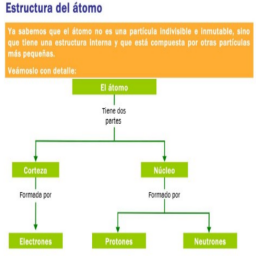 Estructura del átomo
Ya sabemos que el átomo no es una partícula indivisible e inmutable, sino
que tiene una estructura interna y que está compuesta por otras partículas
más pequeñas.
Veámoslo con detalle:
El átomo
Tiene dos
partes
Corteza
Núcleo
Formada por
Formado por
Electrones
Protones
Neutrones